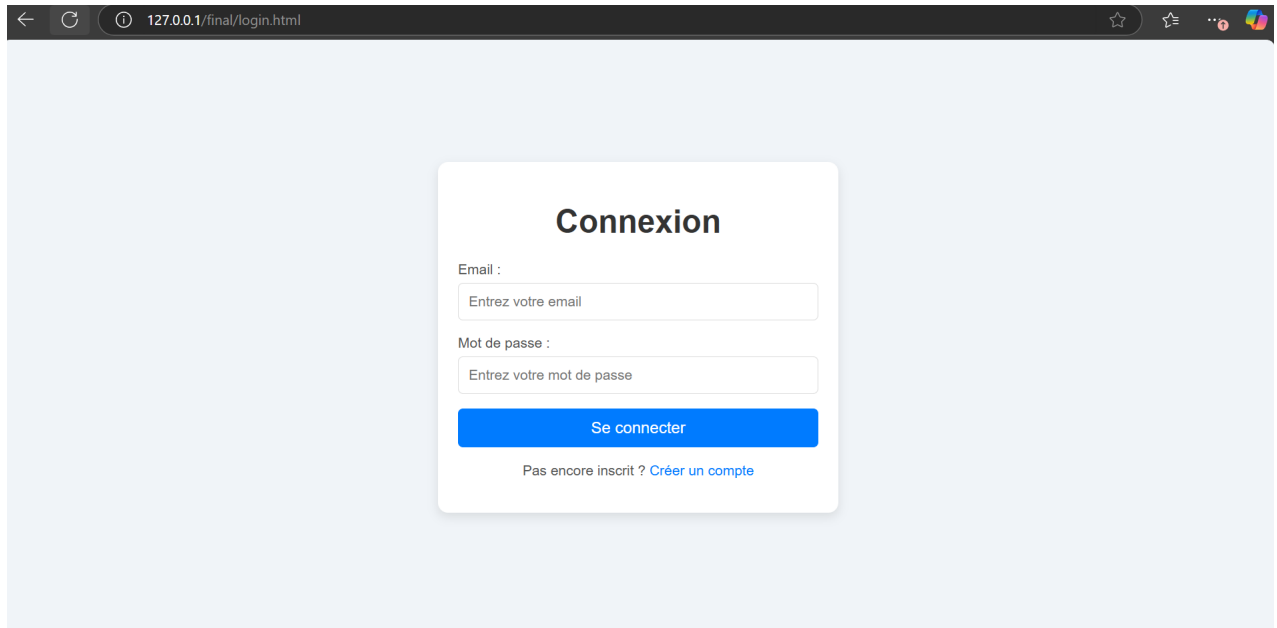 127.0.0.1/final/login.html
Connexion
Email :
Entrez votre email
Mot de passe :
Entrez votre mot de passe
Se connecter
Pas encore inscrit ? Créer un compte